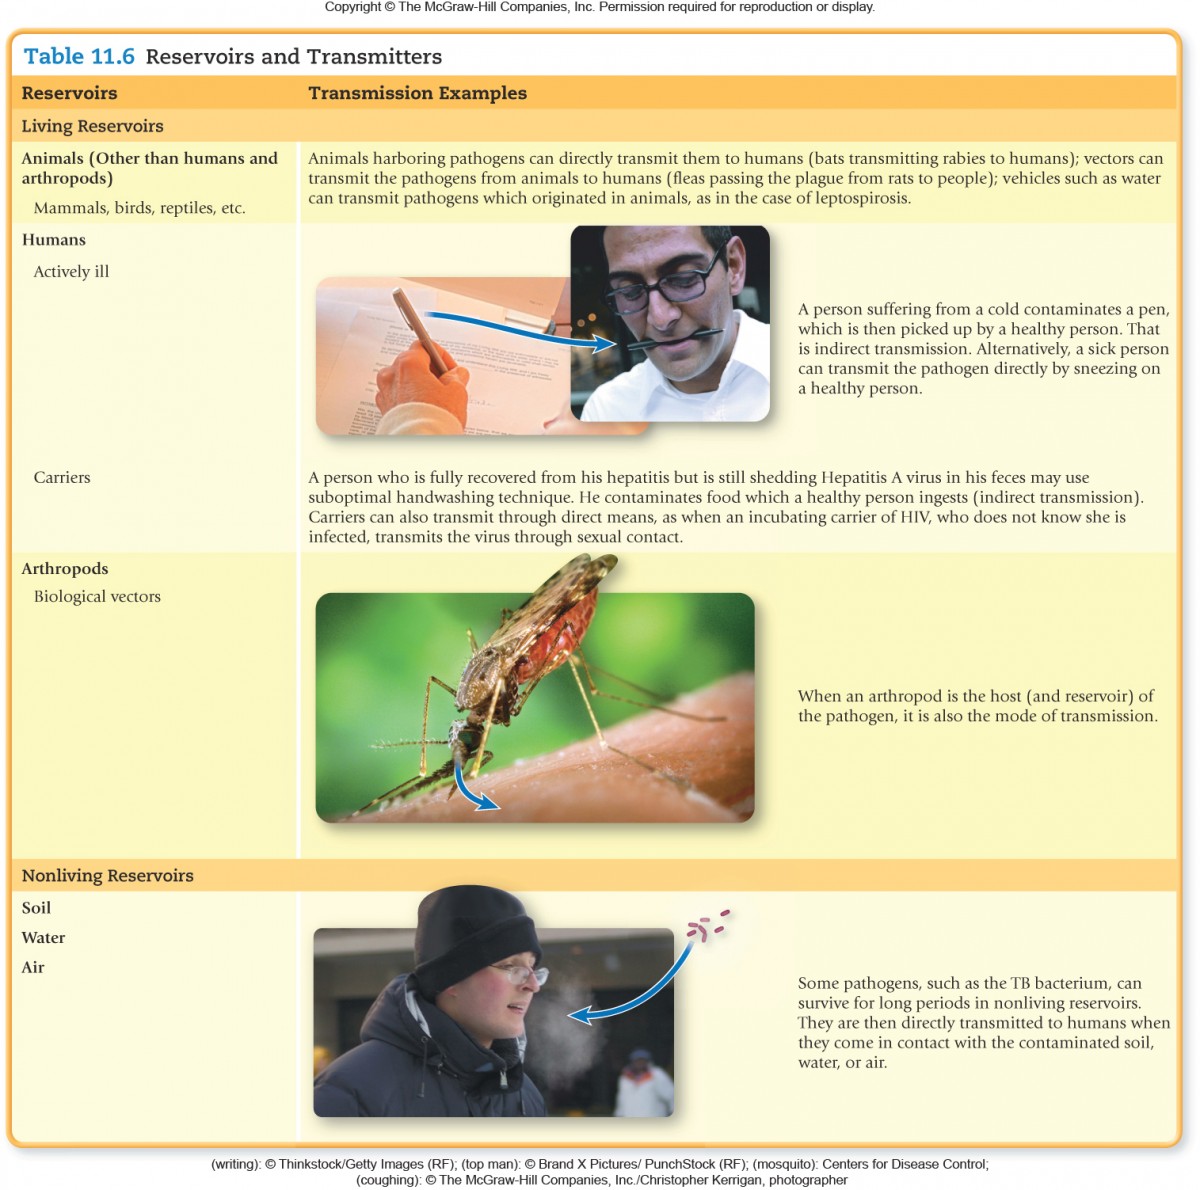 Copyright © The McGraw-Hill Companies, Inc. Permission required for reproduction or display.
Table 11.6 Reservoirs and Transmitters
Reservoirs Transmission Examples
Living Reservoirs
Animals (Other than humans and
arthropods)
Mammals, birds, reptiles, etc.
Animals harboring pathogens can directly transmit them to humans (bats transmitting rabies to humans); vectors can
transmit the pathogens from animals to humans (fleas passing the plague from rats to people); vehicles such as water
can transmit pathogens which originated in animals, as in the case of leptospirosis.
Humans
Actively ill
A person suffering from a cold contaminates a pen,
which is then picked up by a healthy person. That
is indirect transmission. Alternatively, a sick person
can transmit the pathogen directly by sneezing on
a healthy person.
Carriers
A person who is fully recovered from his hepatitis but is still shedding Hepatitis A virus in his feces may use
suboptimal handwashing technique. He contaminates food which a healthy person ingests (indirect transmission).
Carriers can also transmit through direct means, as when an incubating carrier of HIV, who does not know she is
infected, transmits the virus through sexual contact.
Arthropods
Biological vectors
When an arthropod is the host (and reservoir) of
the pathogen, it is also the mode of transmission.
Nonliving Reservoirs
Soil
Water
Air
Some pathogens, such as the TB bacterium, can
survive for long periods in nonliving reservoirs.
They are then directly transmitted to humans when
they come in contact with the contaminated soil,
water, or air.
(writing): © Thinkstock/Getty Images (RF); (top man): © Brand X Pictures/ PunchStock (RF); (mosquito): Centers for Disease Control;
(coughing): © The McGraw-Hill Companies, Inc./Christopher Kerrigan, photographer